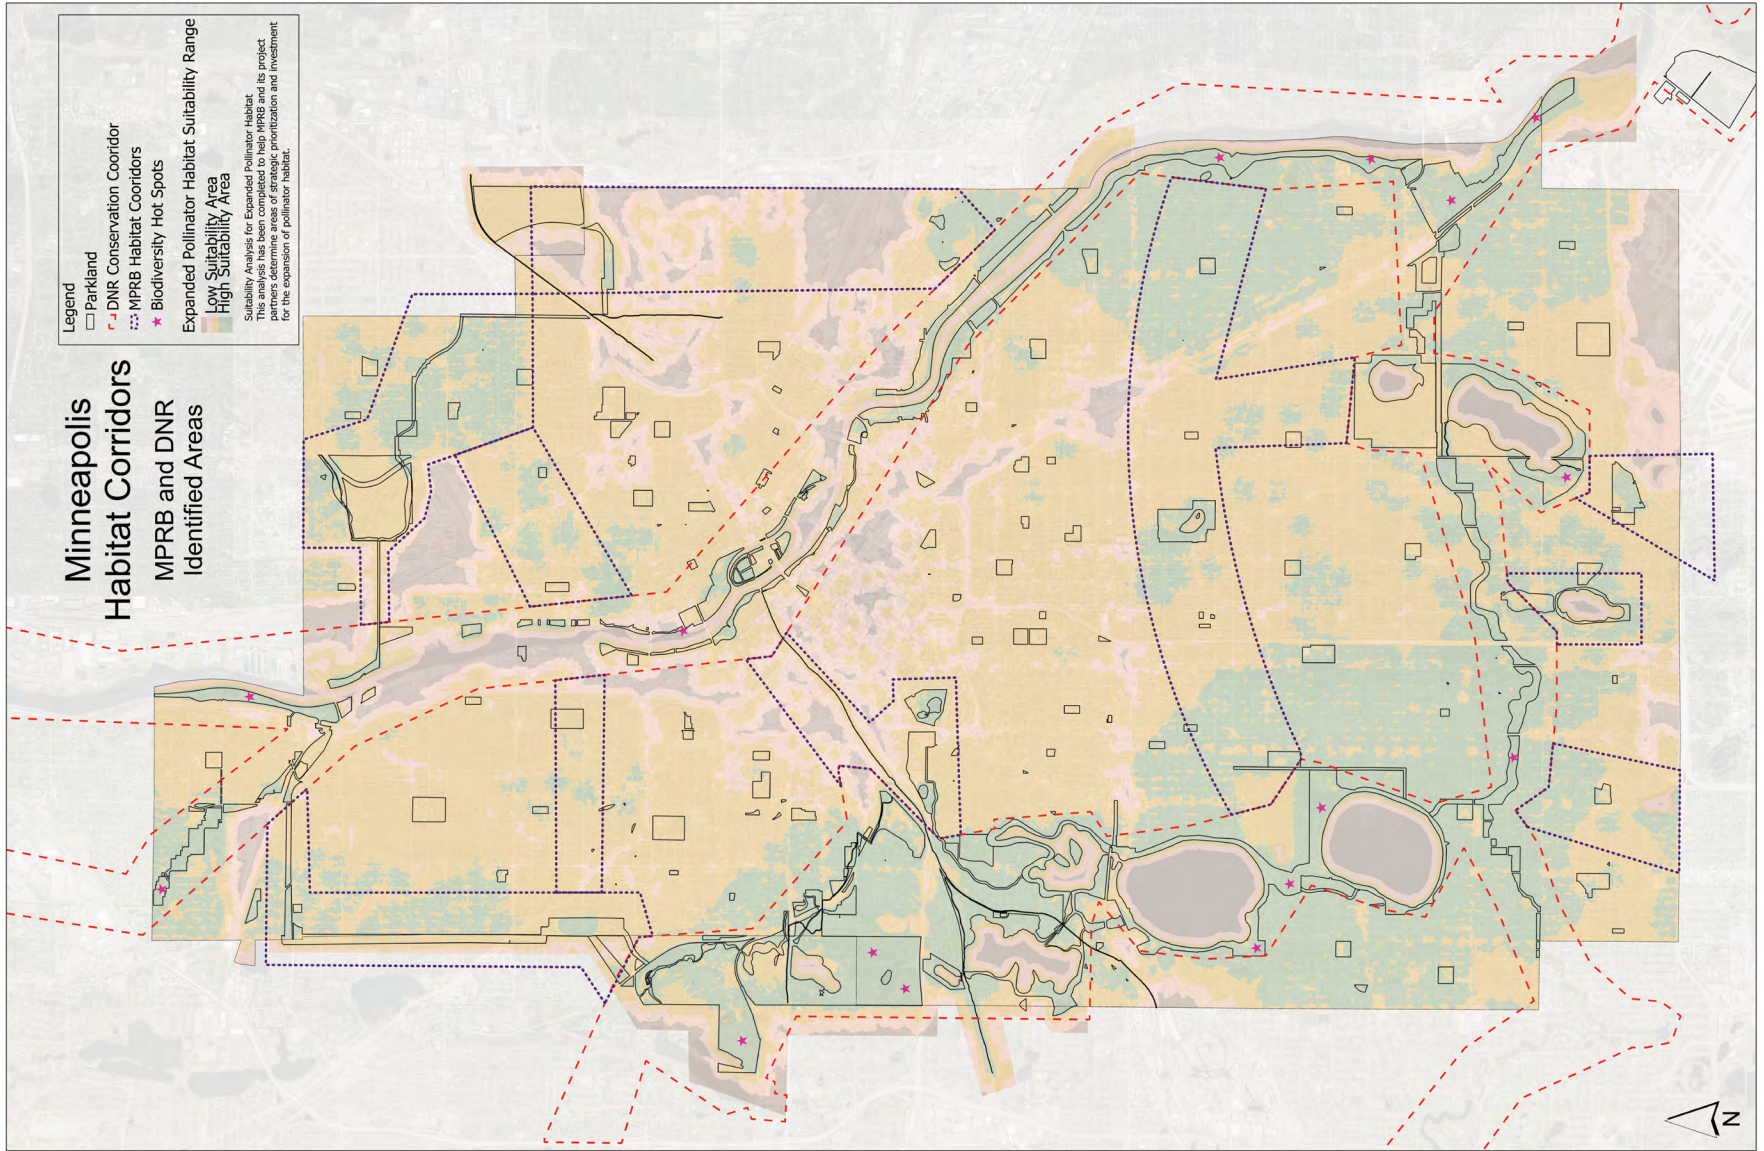 Minneapolis
Habitat Corridors
MPRB and DNR
Identified Areas
Legend
Parkland
DNR Conservation Cooridor
MPRB Habitat Cooridors
Biodiversity Hot Spots
Expanded Pollinator Habitat Suitability Range
Low Suitability Area
High Suitability Area
Suitability Analysis for Expanded Pollinator Habitat
This analysis has been completed to help MPRB and its project
partners determine areas of strategic prioritization and investment
for the expansion of pollinator habitat.
N